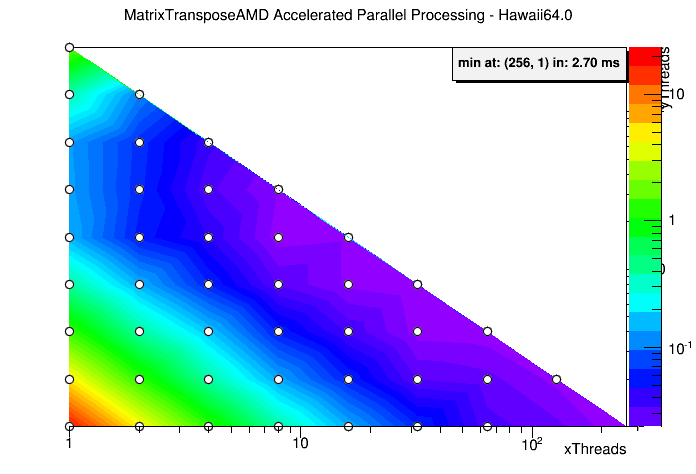 MatrixTransposeAMD Accelerated Parallel Processing - Hawaii64.0
min at: (256, 1) in: 2.70 ms
yThreads
10
1
10-1
1
10
10²
xThreads